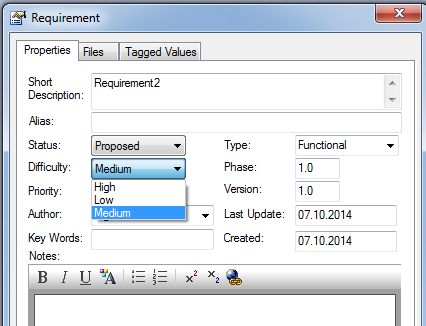 Requirement
Properties Files Tagged Values
Short Description: Requirement2
Alias:
Status: Proposed Type: Functional
Difficulty: Medium Phase: 1.0
High
Low
Medium
Priority: Version: 1.0
Author: Last Update: 07.10.2014
Key Words: Created: 07.10.2014
Notes:
B I U A x² x₂